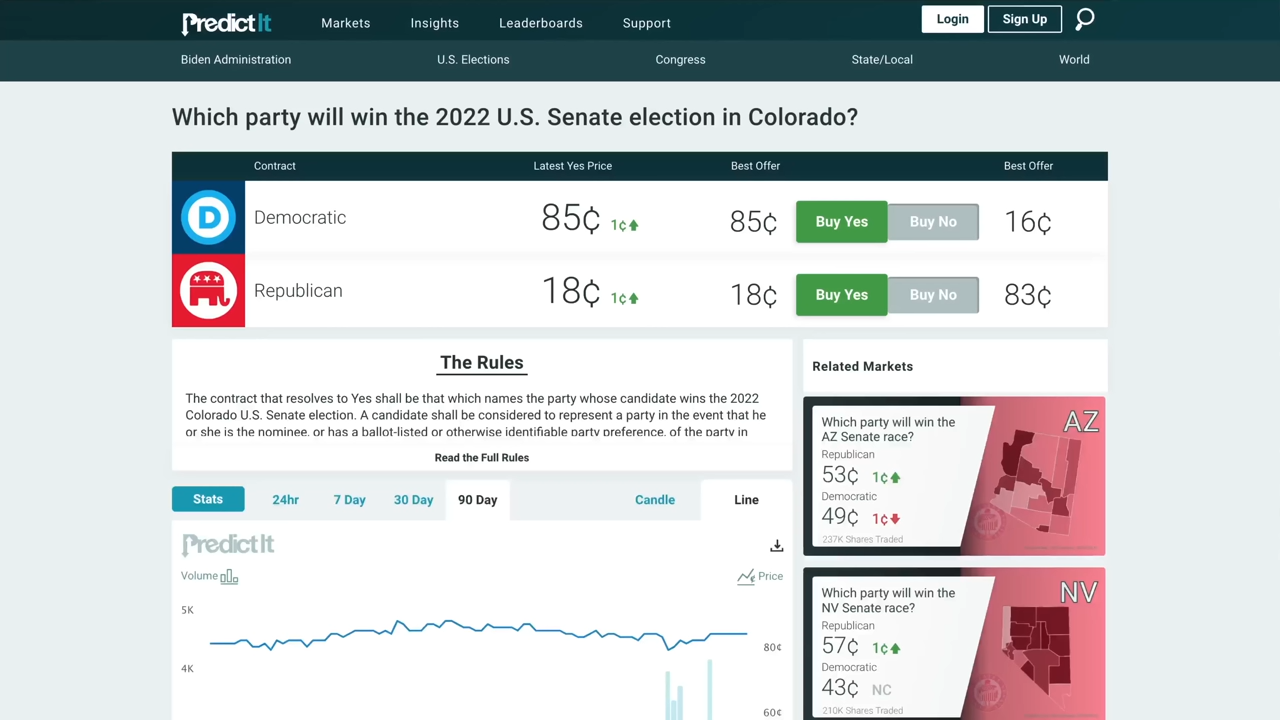 PredictIt
Markets
Insights
Leaderboards
Support
Login
Sign Up
Biden Administration
U.S. Elections
Congress
State/Local
World
Which party will win the 2022 U.S. Senate election in Colorado?
Contract
Latest Yes Price
Best Offer
Best Offer
D
Democratic
85¢
1¢
85¢
Buy Yes
Buy No
16¢
Republican
18¢
1¢
18¢
Buy Yes
Buy No
83¢
The Rules
The contract that resolves to Yes shall be that which names the party whose candidate wins the 2022
Colorado U.S. Senate election. A candidate shall be considered to represent a party in the event that he
or she is the nominee, or has a ballot-listed or otherwise identifiable party preference, of the party in
Read the Full Rules
Stats
24hr
7 Day
30 Day
90 Day
Candle
Line
PredictIt
Volume
Price
5K
4K
80¢
60¢
Related Markets
Which party will win the
AZ Senate race?
Republican
53¢ 1¢
Democratic
49¢ 1¢
237K Shares Traded
AZ
Which party will win the
NV Senate race?
Republican
57¢ 1¢
Democratic
43¢ NC
210K Shares Traded
NV